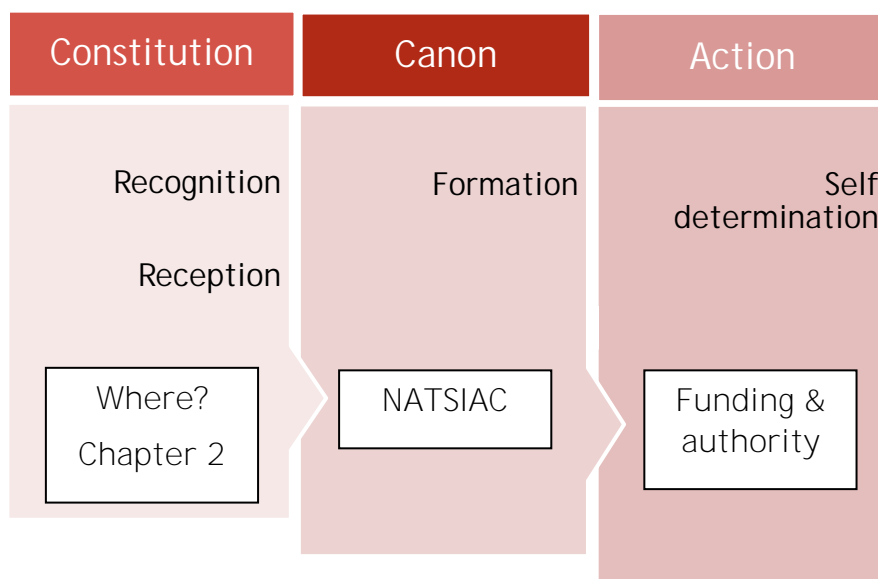 Constitution
Recognition
Reception
Where?
Chapter 2
Canon
Formation
NATSIAC
Action
Self
determination
Funding &
authority